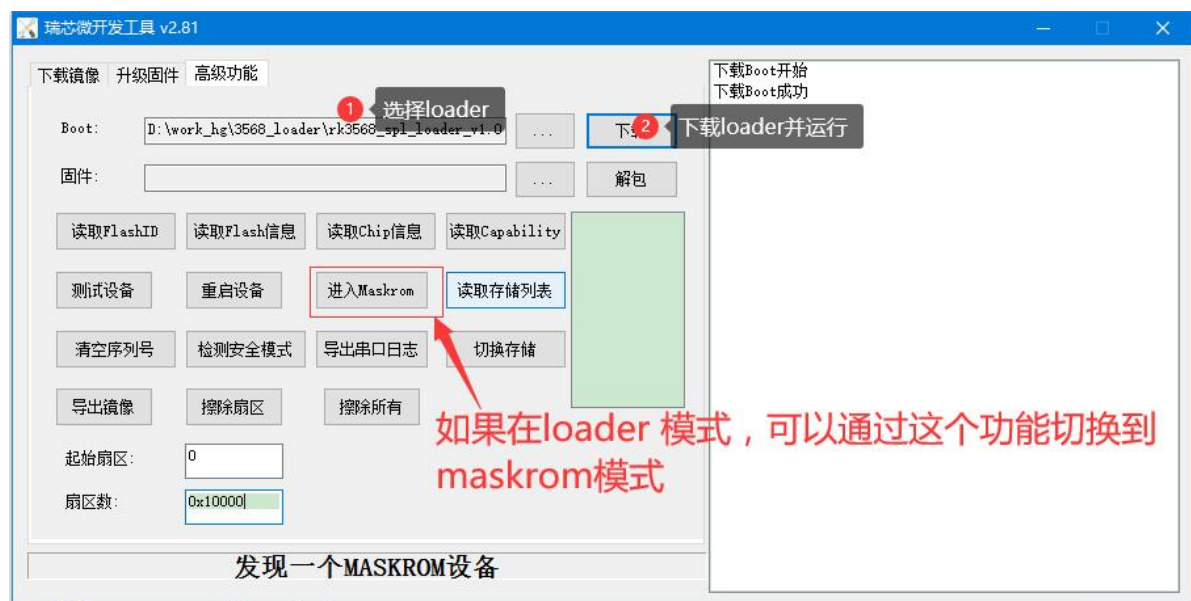 瑞芯微开发工具 v2.81
下载镜像 升级固件 高级功能
下载Boot开始
下载Boot成功
1 选择loader
Boot: D:\work_hg\3568_loader\rk3568_spl_loader_v1.0 ... 下 2 下载loader并运行
固件: ... 解包
读取FlashID 读取Flash信息 读取Chip信息 读取Capability
测试设备 重启设备 进入Maskrom 读取存储列表
清空序列号 检测安全模式 导出串口日志 切换存储
导出镜像 擦除扇区 擦除所有
如果在loader 模式，可以通过这个功能切换到
maskrom模式
起始扇区: 0
扇区数: 0x10000
发现一个MASKROM设备